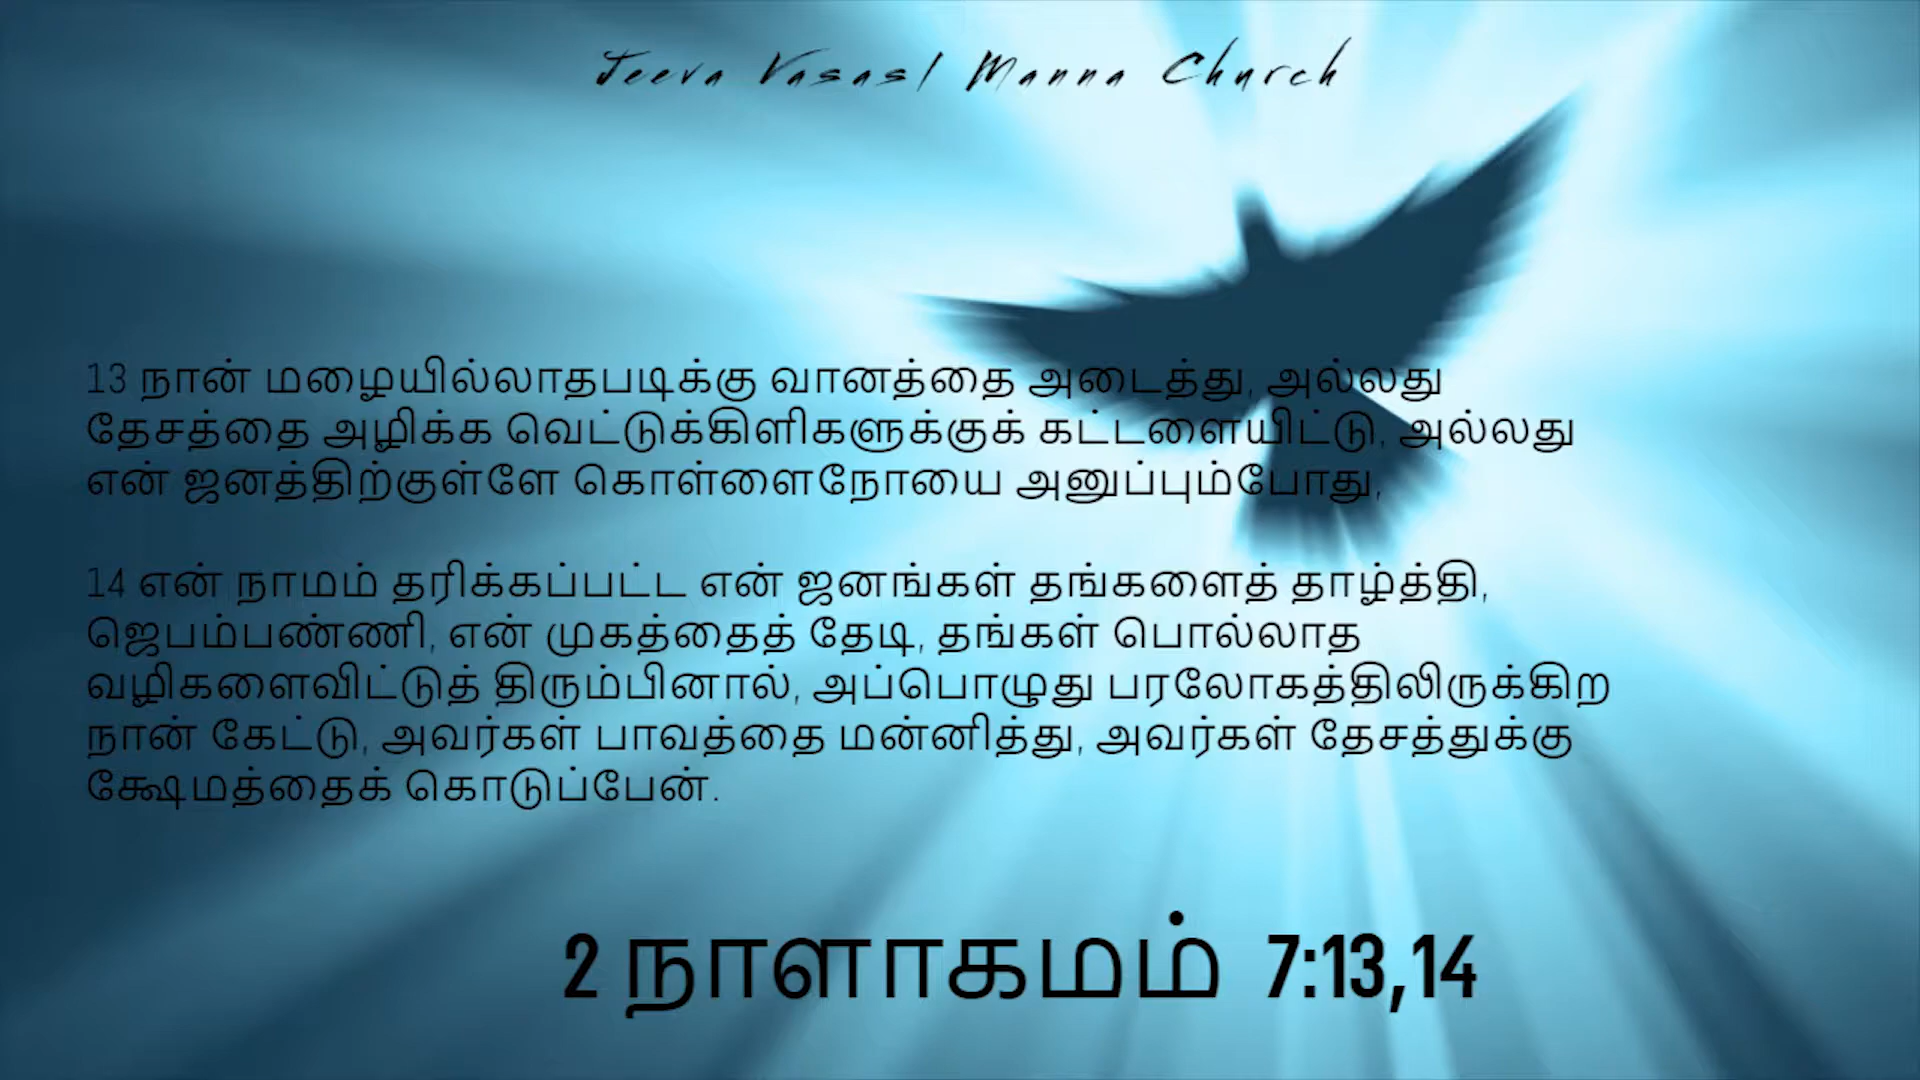 Jeeva Vasasl Manna Church
13 நான் மழையில்லாதபடிக்கு வானத்தை அடைத்து, அல்லது
தேசத்தை அழிக்க வெட்டுக்கிளிகளுக்குக் கட்டளையிட்டு, அல்லது
என் ஜனத்திற்குள்ளே கொள்ளைநோயை அனுப்பும்போது,
14 என் நாமம் தரிக்கப்பட்ட என் ஜனங்கள் தங்களைத் தாழ்த்தி,
ஜெபம்பண்ணி, என் முகத்தைத் தேடி, தங்கள் பொல்லாத
வழிகளைவிட்டுத் திரும்பினால், அப்பொழுது பரலோகத்திலிருக்கிற
நான் கேட்டு, அவர்கள் பாவத்தை மன்னித்து, அவர்கள் தேசத்துக்கு
க்ஷேமத்தைக் கொடுப்பேன்.
2 நாளாகமம் 7:13,14